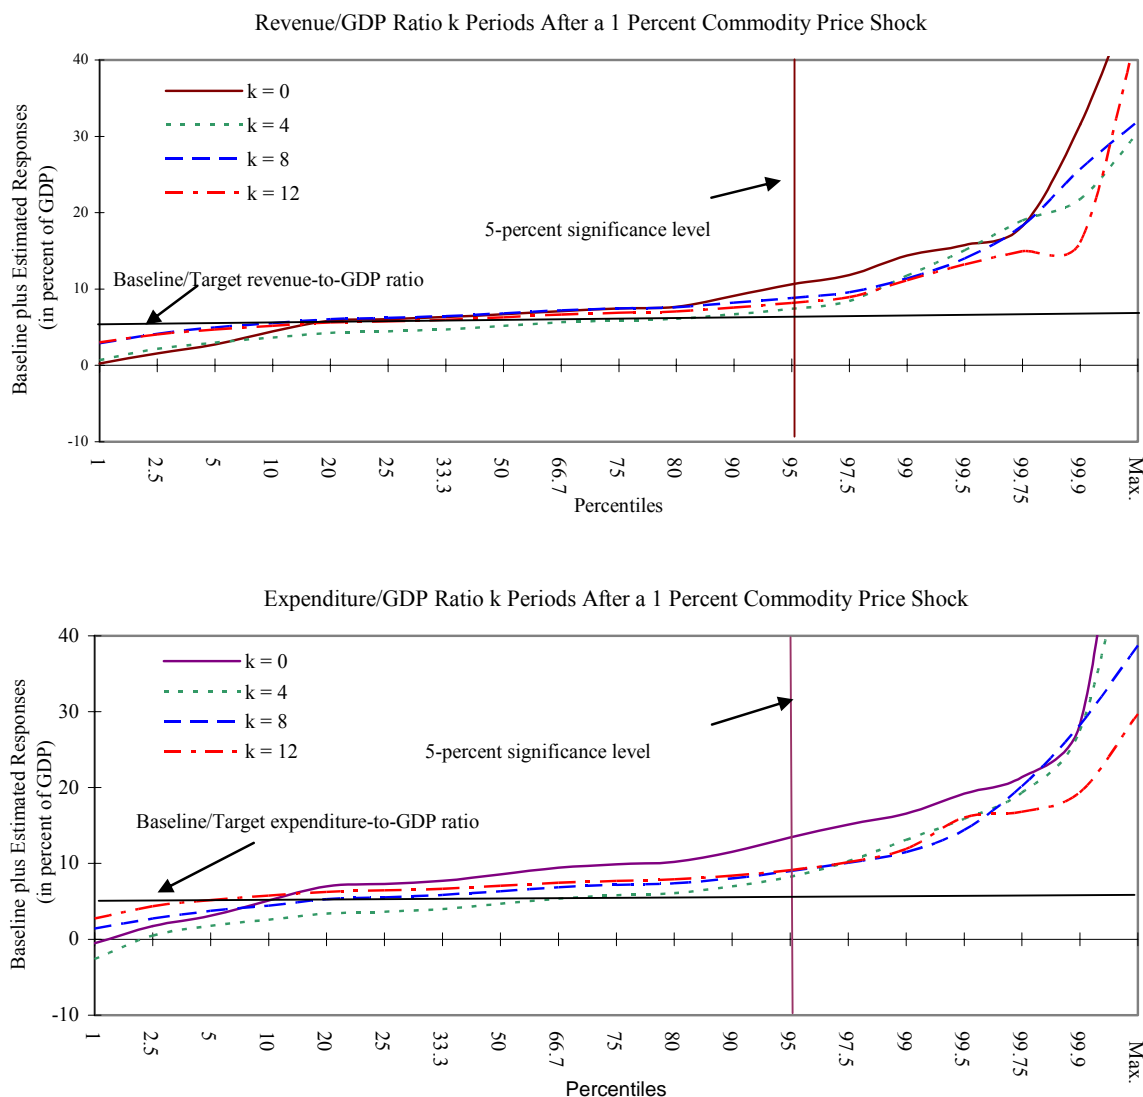 Revenue/GDP Ratio k Periods After a 1 Percent Commodity Price Shock
Baseline plus Estimated Responses
(in percent of GDP)
40
30
20
10
0
-10
k = 0
k = 4
k = 8
k = 12
5-percent significance level
Baseline/Target revenue-to-GDP ratio
1
2.5
5
10
20
25
33.3
50
66.7
75
80
90
95
97.5
99
99.5
99.75
99.9
Max.
Percentiles
Expenditure/GDP Ratio k Periods After a 1 Percent Commodity Price Shock
Baseline plus Estimated Responses
(in percent of GDP)
40
30
20
10
0
-10
k = 0
k = 4
k = 8
k = 12
5-percent significance level
Baseline/Target expenditure-to-GDP ratio
1
2.5
5
10
20
25
33.3
50
66.7
75
80
90
95
97.5
99
99.5
99.75
99.9
Max.
Percentiles